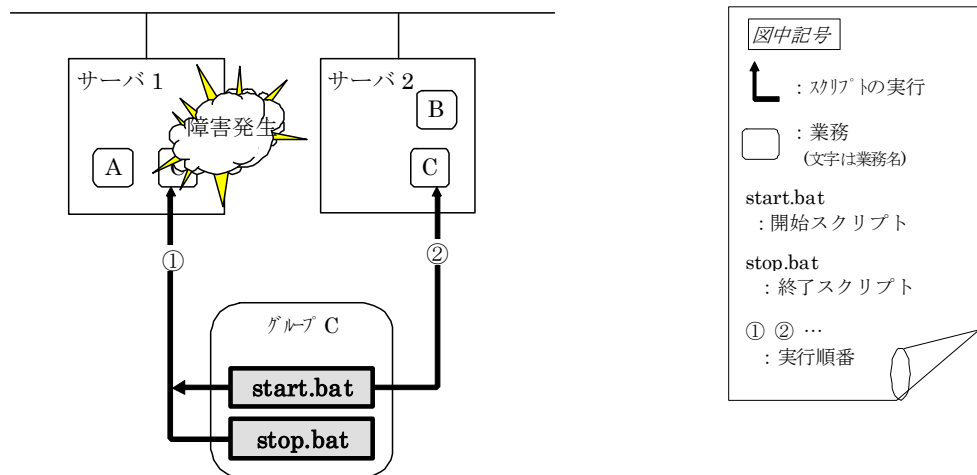 サーバ 1
サーバ 2
障害発生
A
B
C
①
②
グループ C
start.bat
stop.bat
図中記号
：スクリプトの実行
：業務
(文字は業務名)
start.bat
：開始スクリプト
stop.bat
：終了スクリプト
① ② …
：実行順番